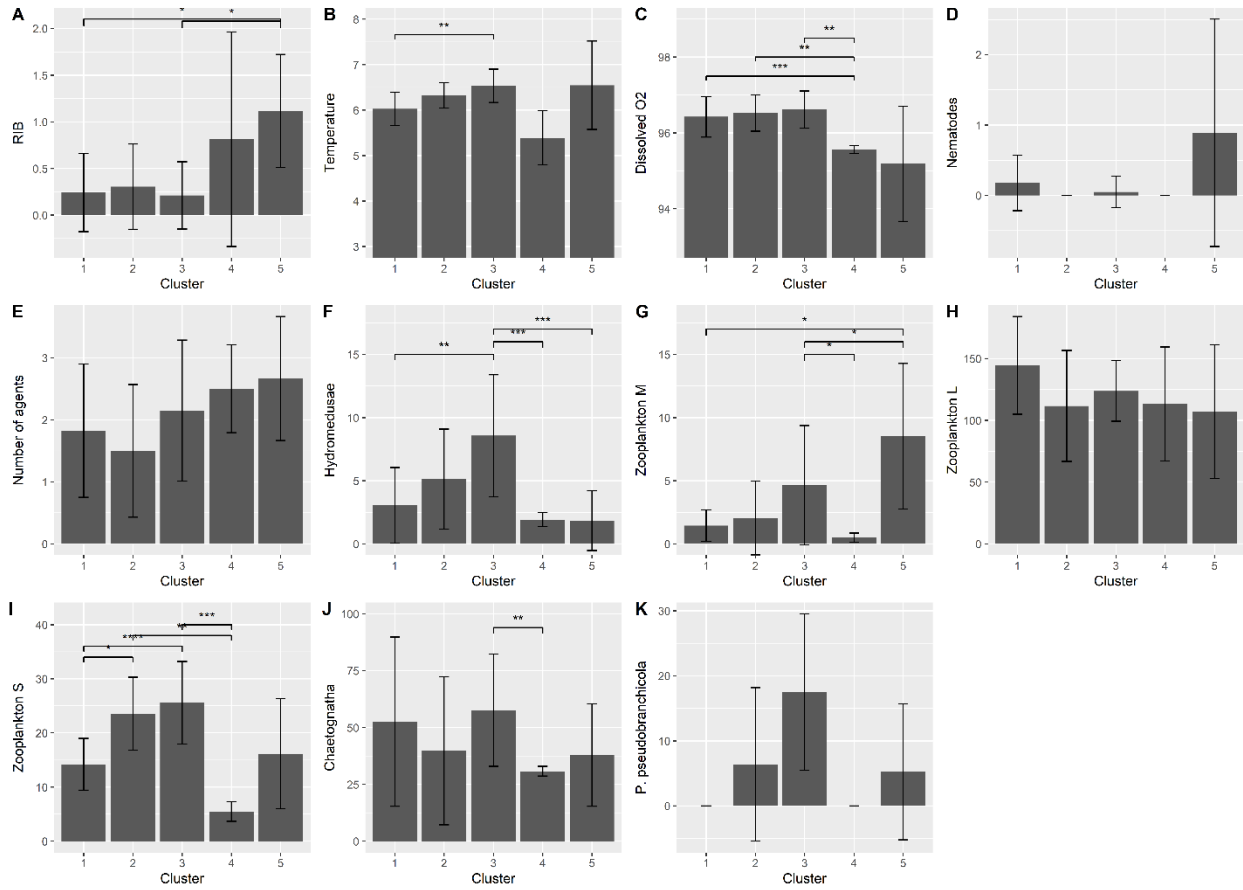 A
RIB
2.0
1.5
1.0
0.5
0.0
*
*
1 2 3 4 5
Cluster
B
Temperature
8
7
6
5
4
3
**
1 2 3 4 5
Cluster
C
Dissolved O2
98
96
94
**
**
***
1 2 3 4 5
Cluster
D
Nematodes
2
1
0
1 2 3 4 5
Cluster
E
Number of agents
3
2
1
0
1 2 3 4 5
Cluster
F
Hydromedusae
15
10
5
0
***
***
**
1 2 3 4 5
Cluster
G
Zooplankton M
15
10
5
0
*
*
*
1 2 3 4 5
Cluster
H
Zooplankton L
150
100
50
0
1 2 3 4 5
Cluster
I
Zooplankton S
40
30
20
10
0
***
**
****
*
1 2 3 4 5
Cluster
J
Chaetognatha
100
75
50
25
0
**
1 2 3 4 5
Cluster
K
P. pseudobranchicola
30
20
10
0
1 2 3 4 5
Cluster